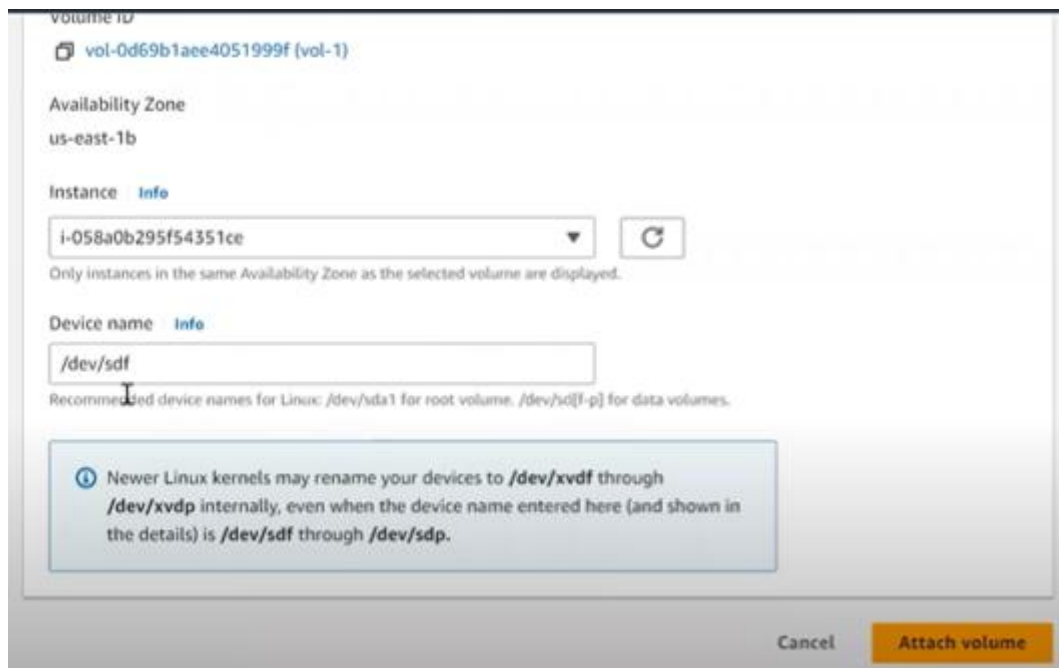 Volume ID
vol-0d69b1aee4051999f (vol-1)
Availability Zone
us-east-1b
Instance Info
i-058a0b295f54351ce
Only instances in the same Availability Zone as the selected volume are displayed.
Device name Info
/dev/sdf
Recommended device names for Linux: /dev/sda1 for root volume. /dev/sd[f-p] for data volumes.
Newer Linux kernels may rename your devices to /dev/xvdf through
/dev/xvdp internally, even when the device name entered here (and shown in
the details) is /dev/sdf through /dev/sdp.
Cancel Attach volume